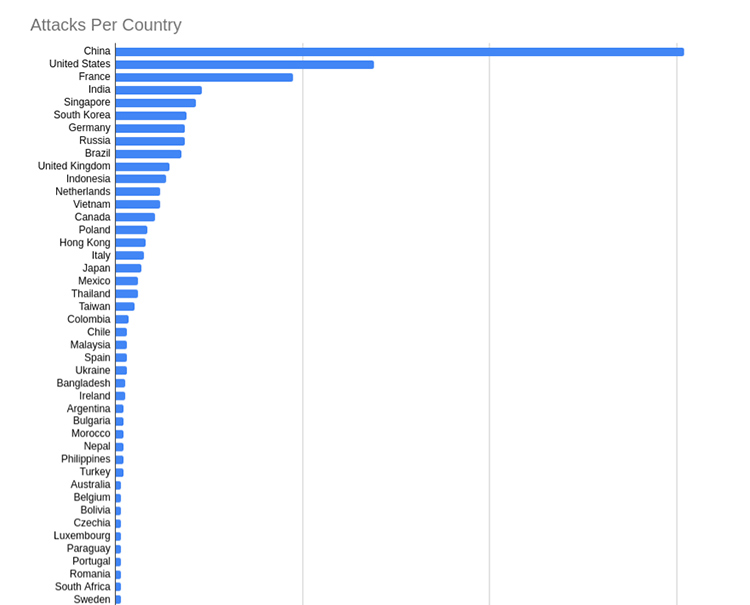 Attacks Per Country
China
United States
France
India
Singapore
South Korea
Germany
Russia
Brazil
United Kingdom
Indonesia
Netherlands
Vietnam
Canada
Poland
Hong Kong
Italy
Japan
Mexico
Thailand
Taiwan
Colombia
Chile
Malaysia
Spain
Ukraine
Bangladesh
Ireland
Argentina
Bulgaria
Morocco
Nepal
Philippines
Turkey
Australia
Belgium
Bolivia
Czechia
Luxembourg
Paraguay
Portugal
Romania
South Africa
Sweden